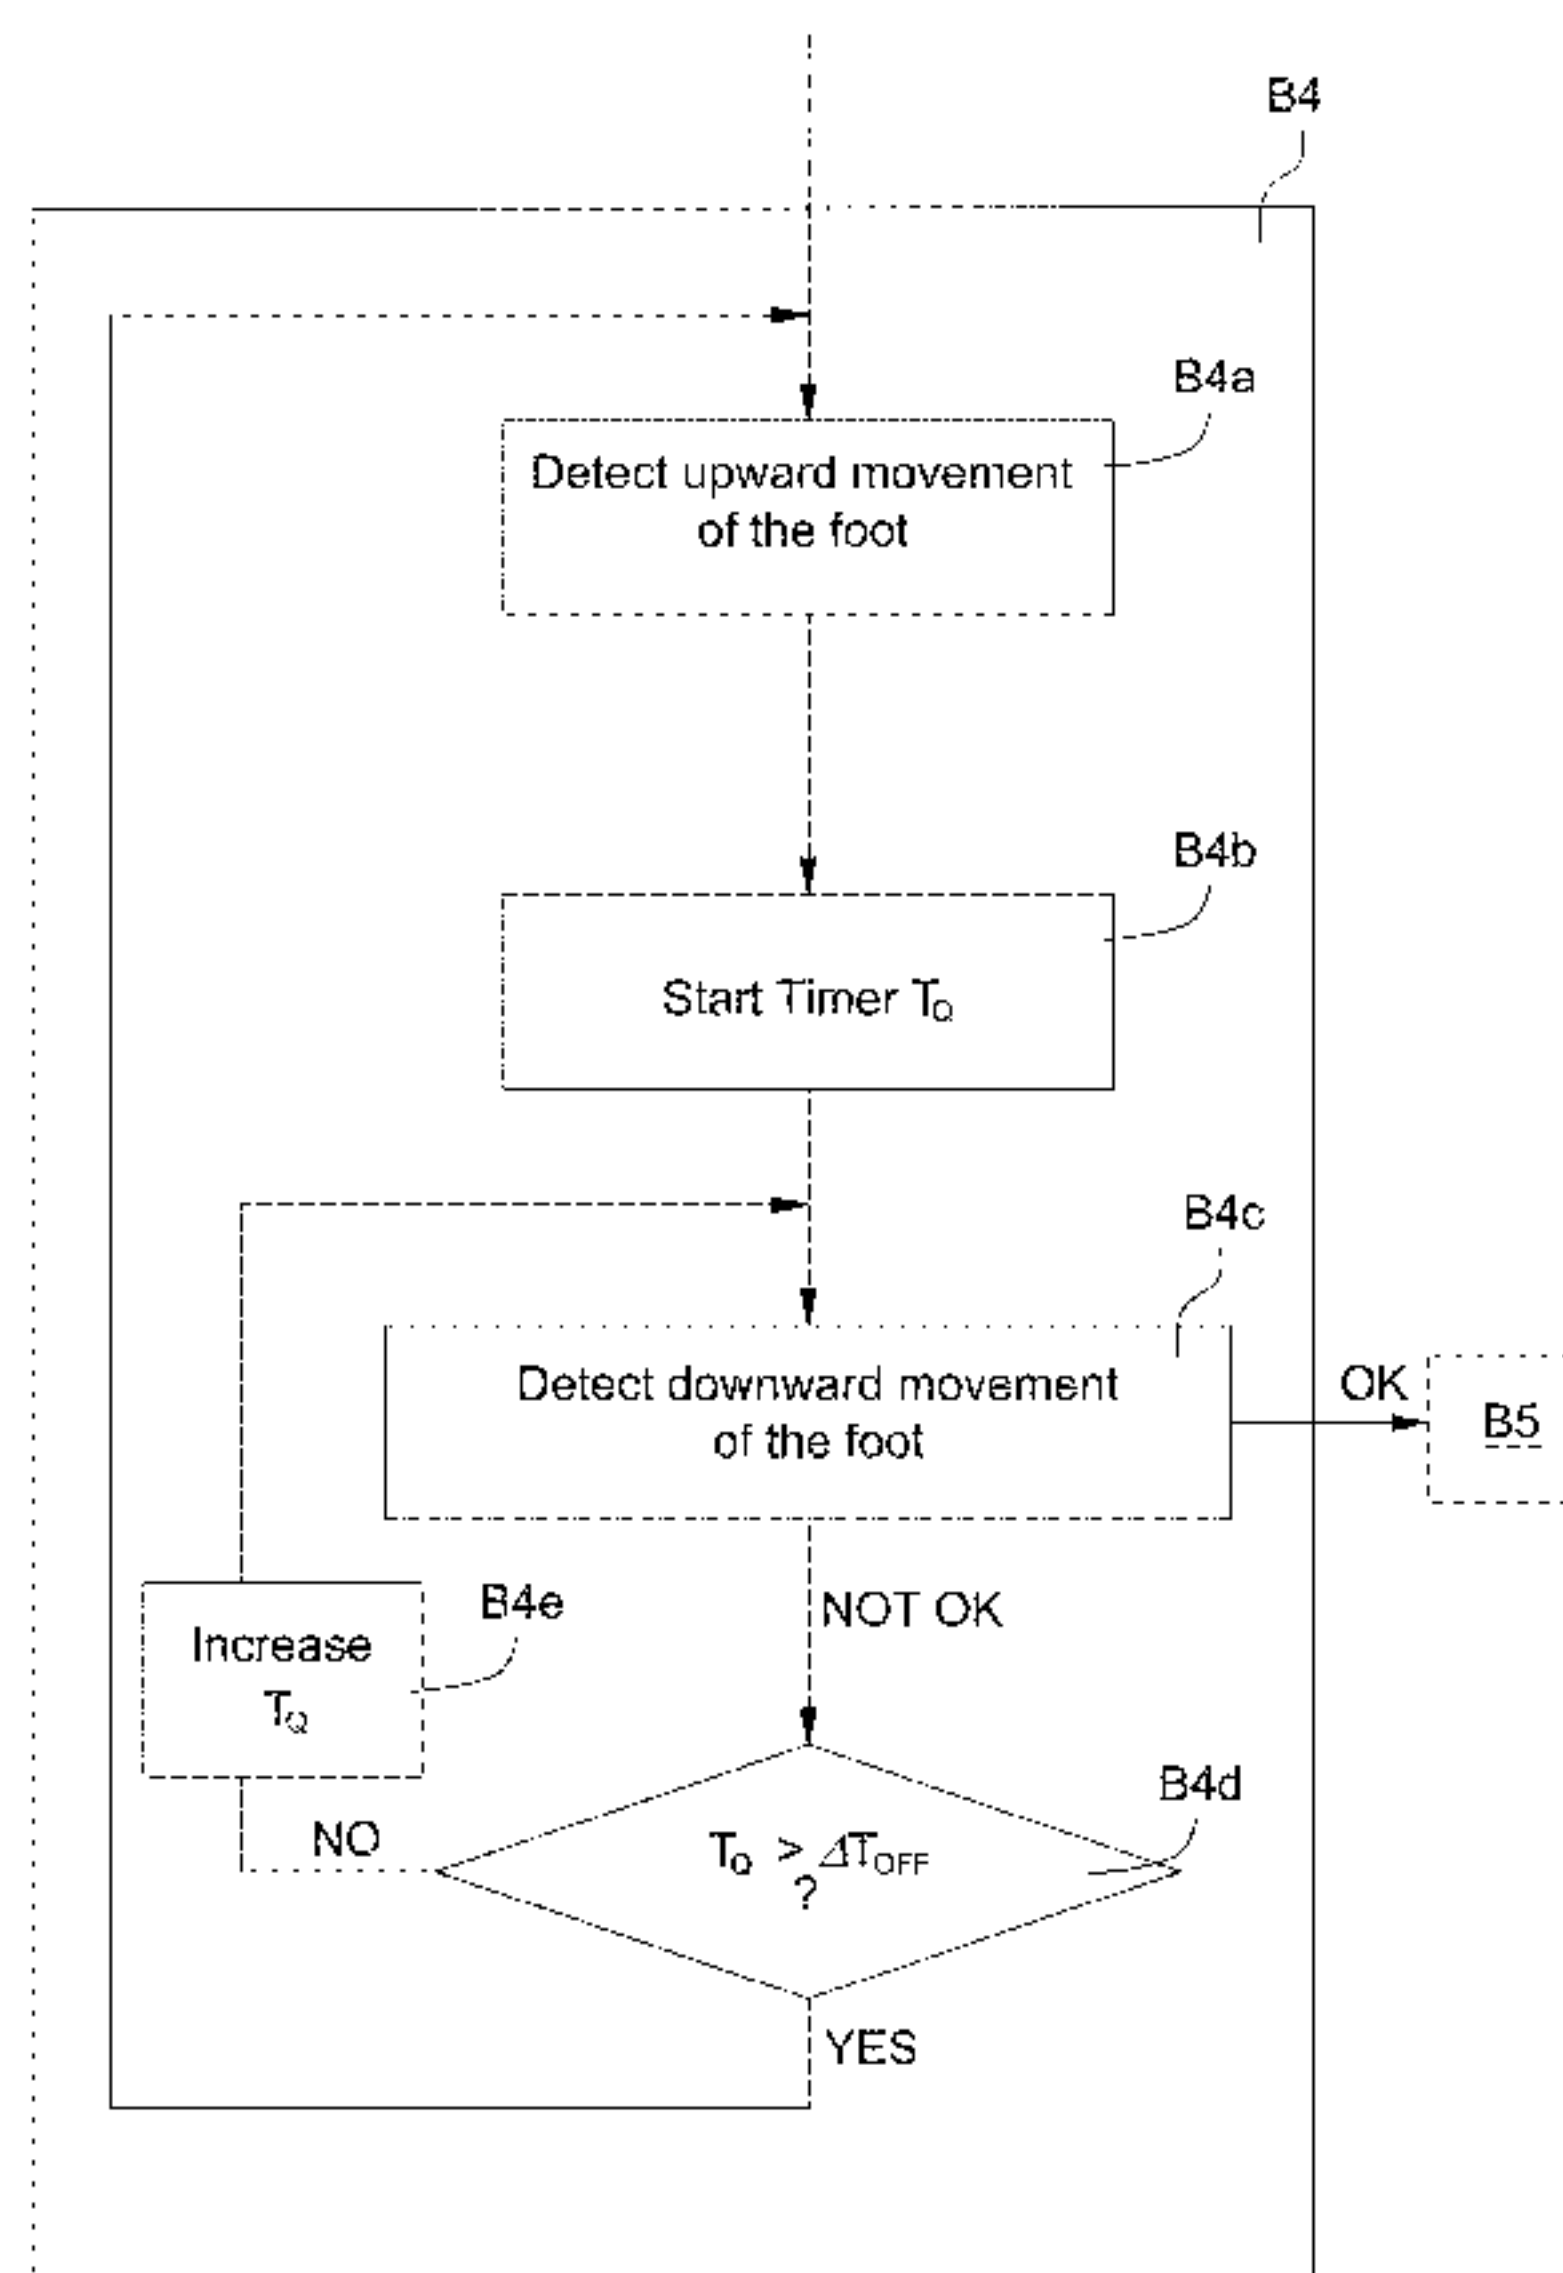 B4
B4a
Detect upward movement
of the foot
B4b
Start Timer TQ
B4c
Detect downward movement
of the foot
OK
B5
NOT OK
B4e
Increase
TQ
B4d
NO
TQ > ΔTOFF
?
YES